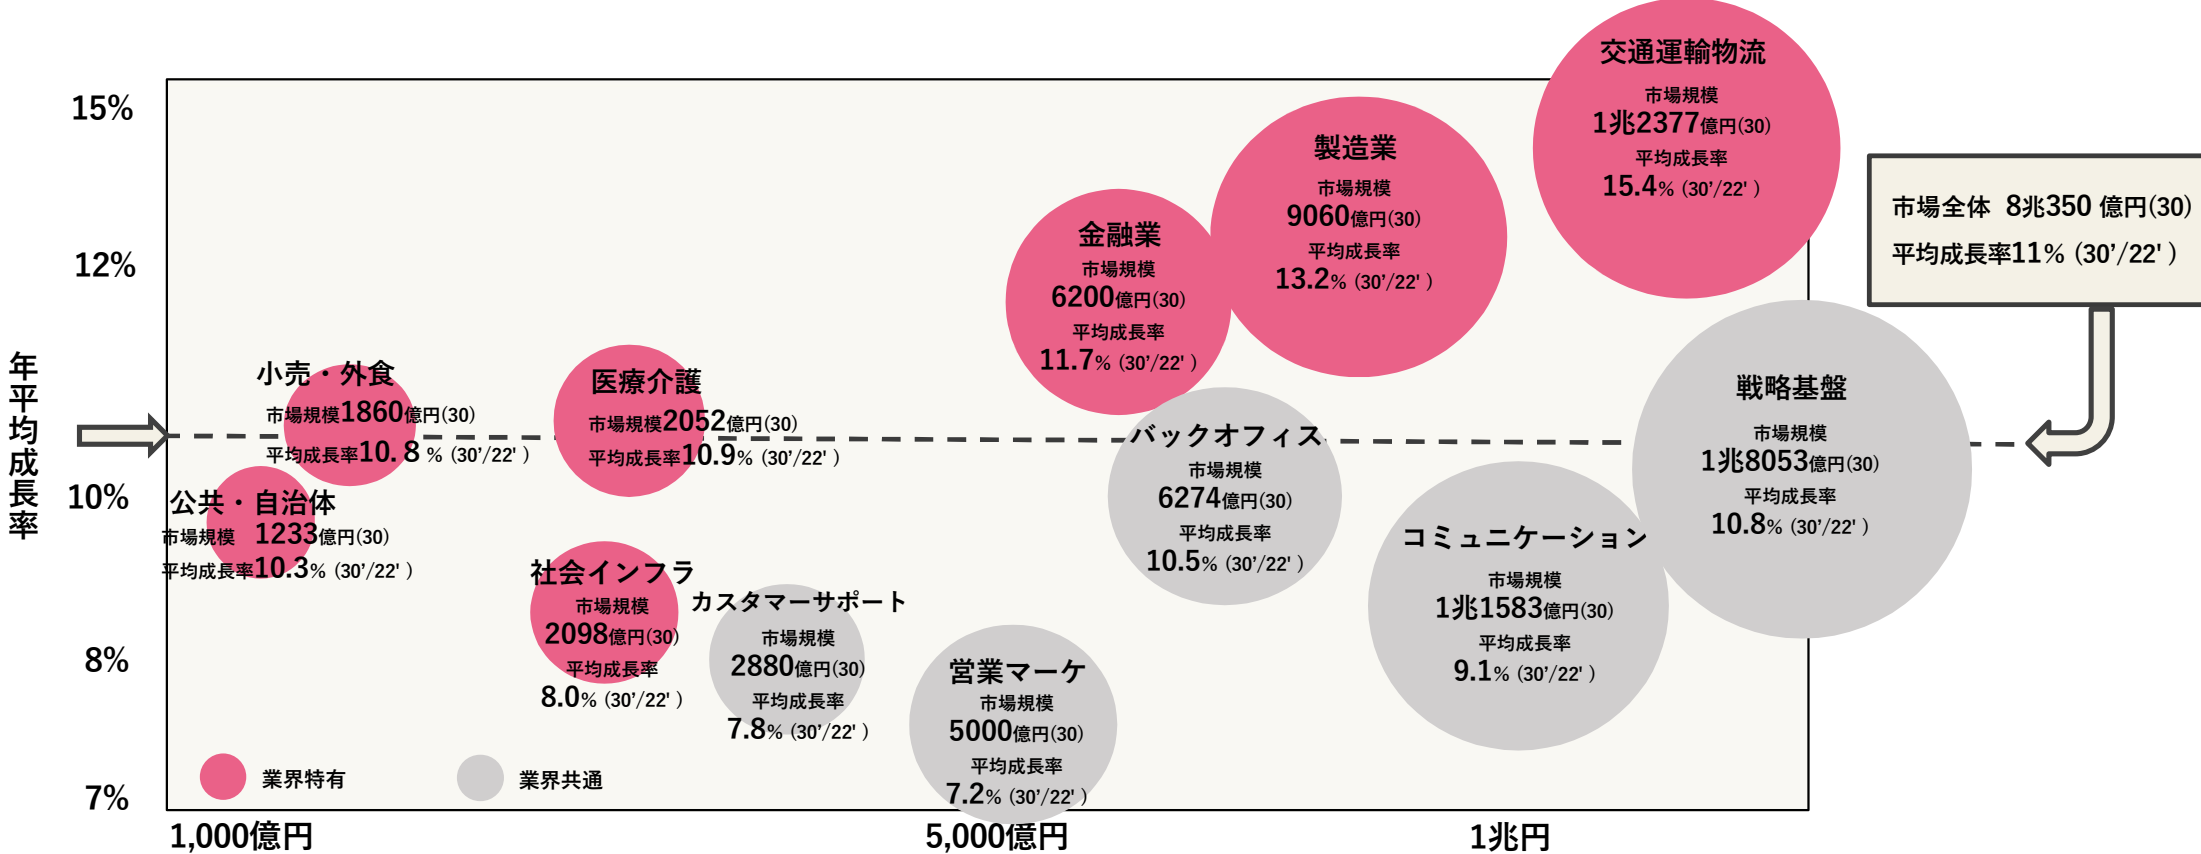 年平均成長率
15%
12%
10%
8%
7%
1,000億円
5,000億円
1兆円
交通運輸物流
市場規模
1兆2377億円(30)
平均成長率
15.4% (30’/22' )
製造業
市場規模
9060億円(30)
平均成長率
13.2% (30’/22' )
金融業
市場規模
6200億円(30)
平均成長率
11.7% (30’/22' )
市場全体 8兆350 億円(30)
平均成長率11% (30’/22' )
小売・外食
市場規模1860億円(30)
平均成長率10. 8 % (30’/22' )
医療介護
市場規模2052億円(30)
平均成長率10.9% (30’/22' )
公共・自治体
市場規模 1233億円(30)
平均成長率10.3% (30’/22' )
社会インフラ
市場規模
2098億円(30)
平均成長率
8.0% (30’/22' )
カスタマーサポート
市場規模
2880億円(30)
平均成長率
7.8% (30’/22' )
営業マーケ
市場規模
5000億円(30)
平均成長率
7.2% (30’/22' )
バックオフィス
市場規模
6274億円(30)
平均成長率
10.5% (30’/22' )
コミュニケーション
市場規模
1兆1583億円(30)
平均成長率
9.1% (30’/22' )
戦略基盤
市場規模
1兆8053億円(30)
平均成長率
10.8% (30’/22' )
業界特有
業界共通